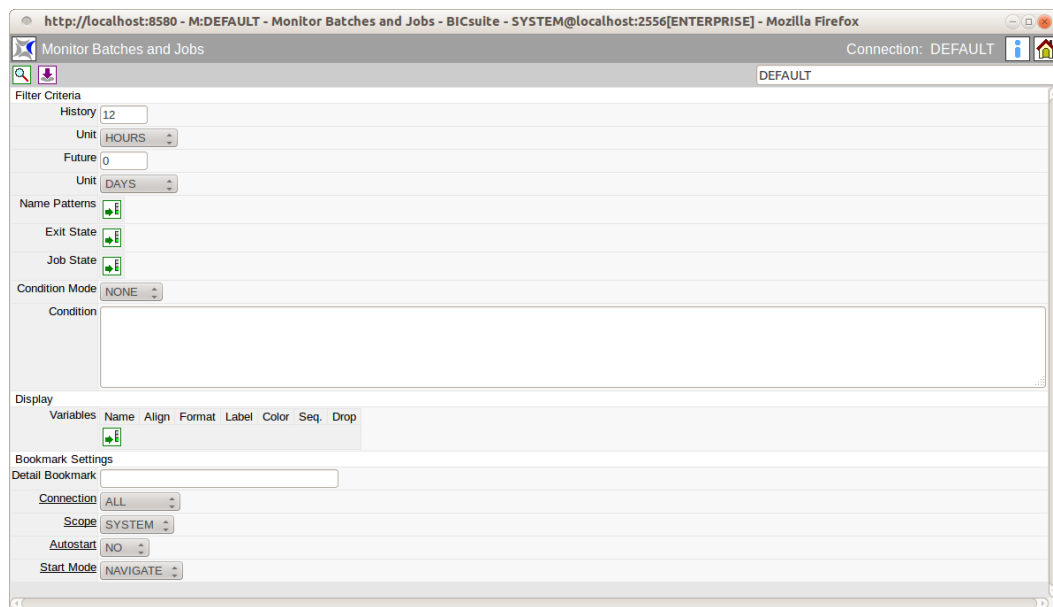 http://localhost:8580 - M:DEFAULT - Monitor Batches and Jobs - BICsuite - SYSTEM@localhost:2556[ENTERPRISE] - Mozilla Firefox
Monitor Batches and Jobs Connection: DEFAULT
DEFAULT
Filter Criteria
History 12
Unit HOURS
Future 0
Unit DAYS
Name Patterns
Exit State
Job State
Condition Mode NONE
Condition
Display
Variables Name Align Format Label Color Seq. Drop
Bookmark Settings
Detail Bookmark
Connection ALL
Scope SYSTEM
Autostart NO
Start Mode NAVIGATE